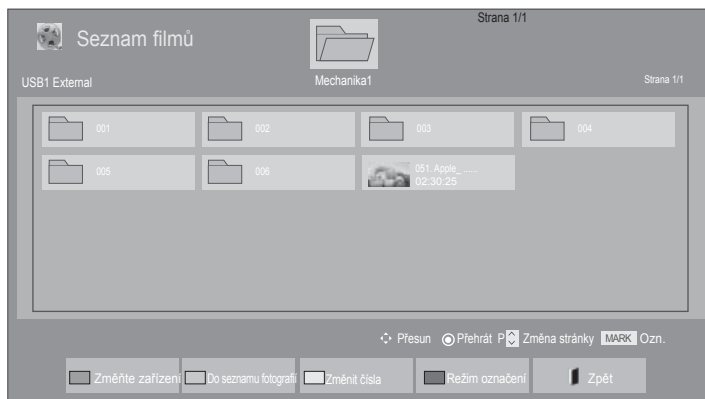 Strana 1/1
Seznam filmů
USB1 External
Mechanika1
Strana 1/1
001
002
003
004
005
006
051. Apple_ ......
02:30:25
Přesun
Přehrát
P
Změna stránky
MARK
Ozn.
Změňte zařízení
Do seznamu fotografií
Změnit čísla
Režim označení
Zpět